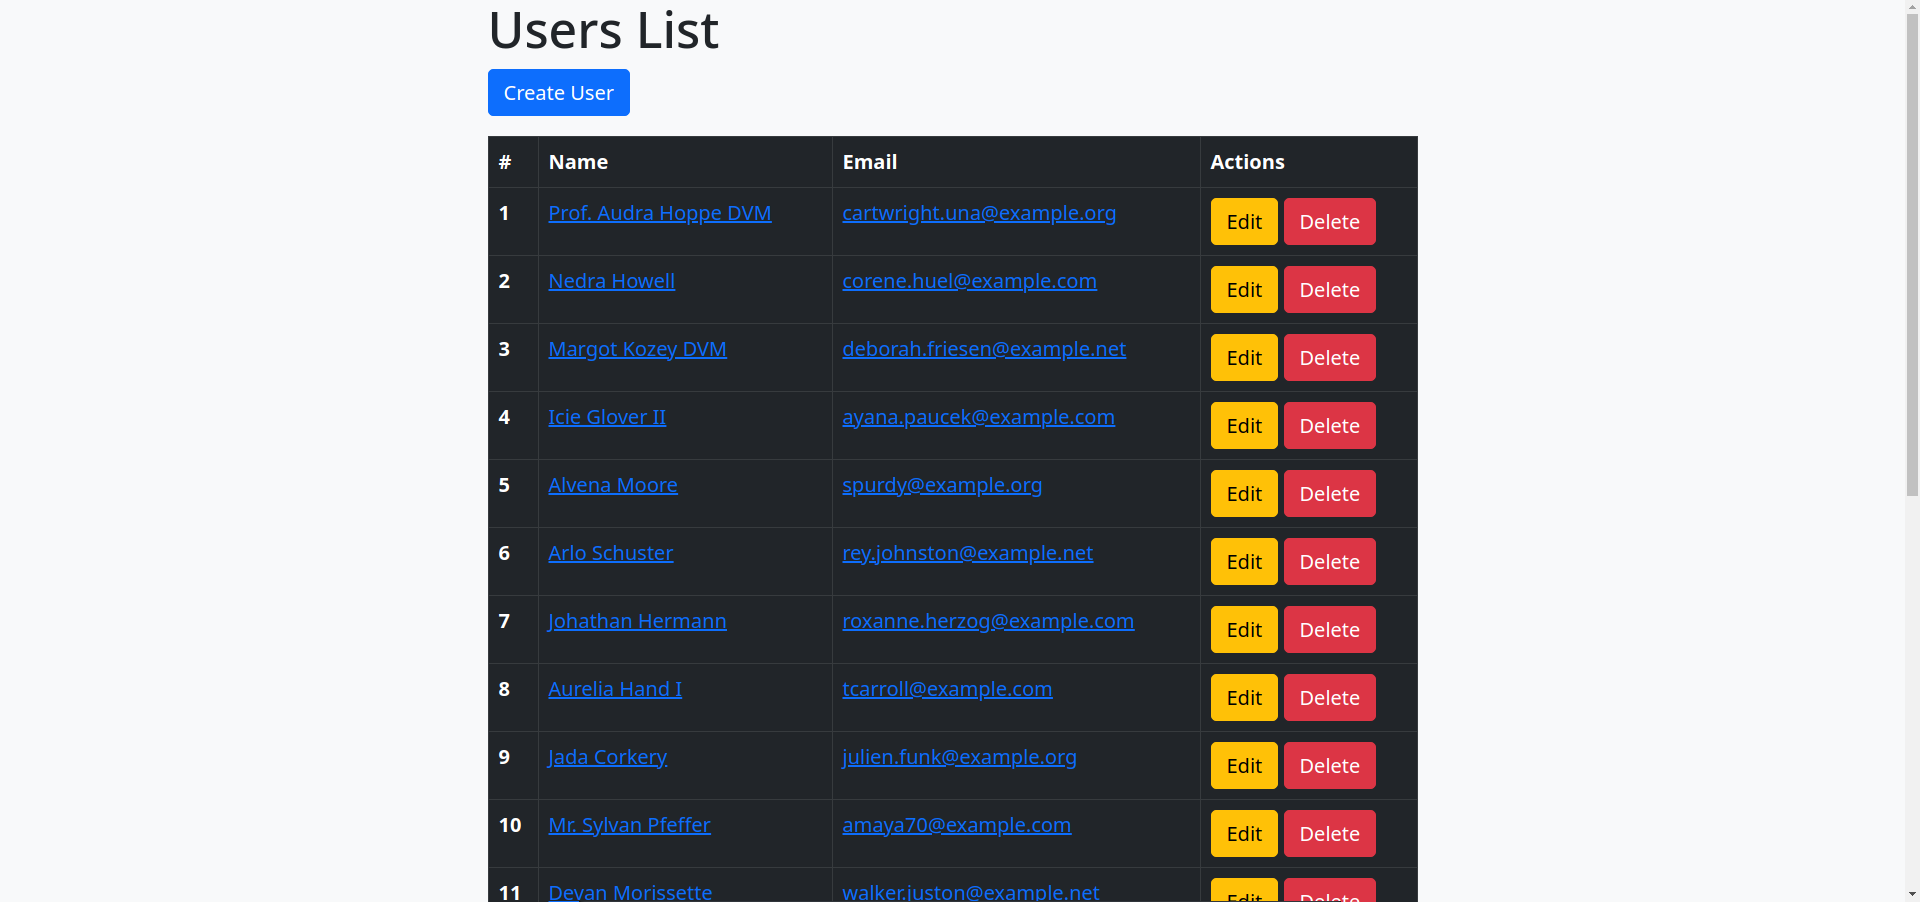 Users List
Create User
# Name Email Actions
1 Prof. Audra Hoppe DVM cartwright.una@example.org Edit Delete
2 Nedra Howell corene.huel@example.com Edit Delete
3 Margot Kozey DVM deborah.friesen@example.net Edit Delete
4 Icie Glover II ayana.paucek@example.com Edit Delete
5 Alvena Moore spurdy@example.org Edit Delete
6 Arlo Schuster rey.johnston@example.net Edit Delete
7 Johathan Hermann roxanne.herzog@example.com Edit Delete
8 Aurelia Hand I tcarroll@example.com Edit Delete
9 Jada Corkery julien.funk@example.org Edit Delete
10 Mr. Sylvan Pfeffer amaya70@example.com Edit Delete
11 Devan Morissette walker.juston@example.net Edit Delete